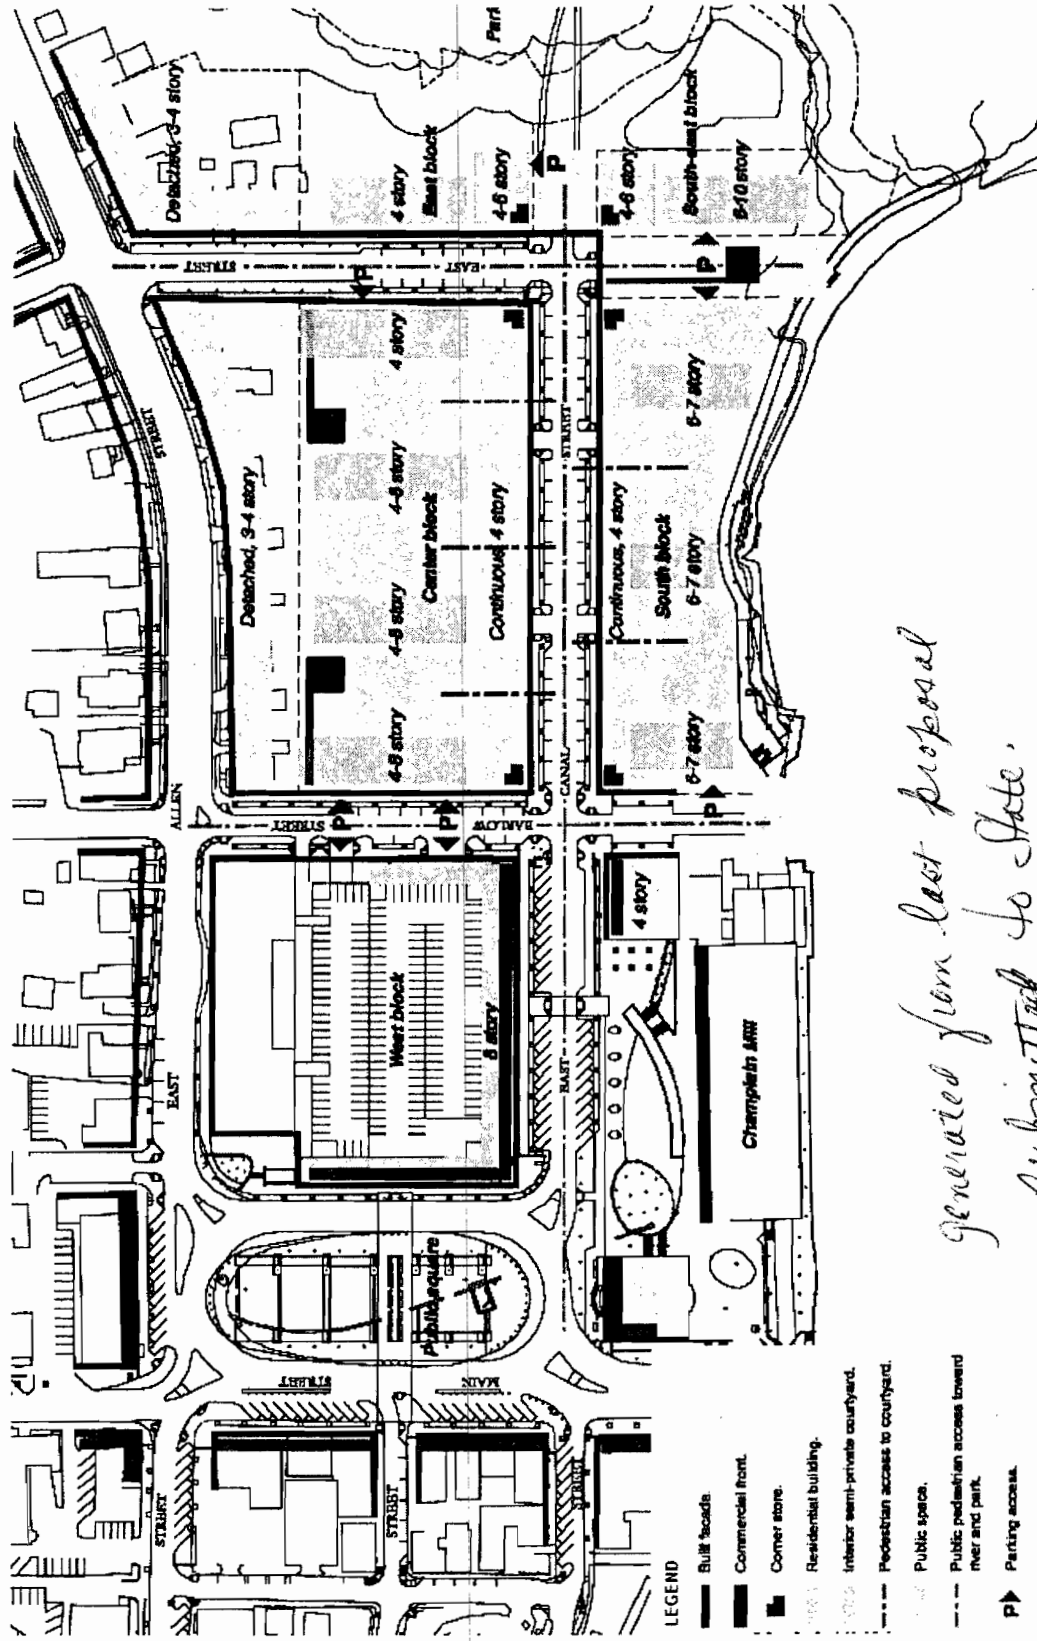 Detached, 3-4 story
4 story
East block
4-6 story
P
4-6 story
South-east block
6-10 story
STREET
EAST
P
P
STREET
Detached, 3-4 story
4 story
4-8 story
Center block
4-8 story
4-8 story
Continuous, 4 story
STREET
CANAL
Continuous, 4 story
South block
6-7 story
6-7 story
6-7 story
P
ALLEN
STREET
BARLOW
P
P
P
EAST
West block
EAST
4 story
Champlain Mill
Public square
STREET
MAIN
STREET
STREET
STREET
LEGEND
Built facade.
Commercial front.
Corner store.
Residential building.
Interior semi-private courtyard.
Pedestrian access to courtyard.
Public space.
Public pedestrian access toward
river and park.
P Parking access.
generated from last proposal
submitted to State.